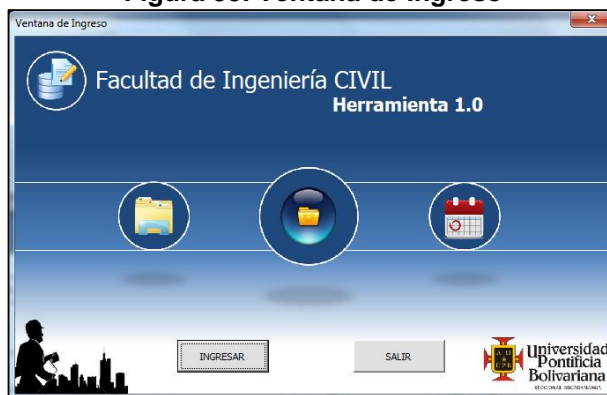 Figura 33. Ventana de Ingreso
Ventana de Ingreso
Facultad de Ingeniería CIVIL
Herramienta 1.0
INGRESAR
SALIR
Universidad
Pontificia
Bolivariana